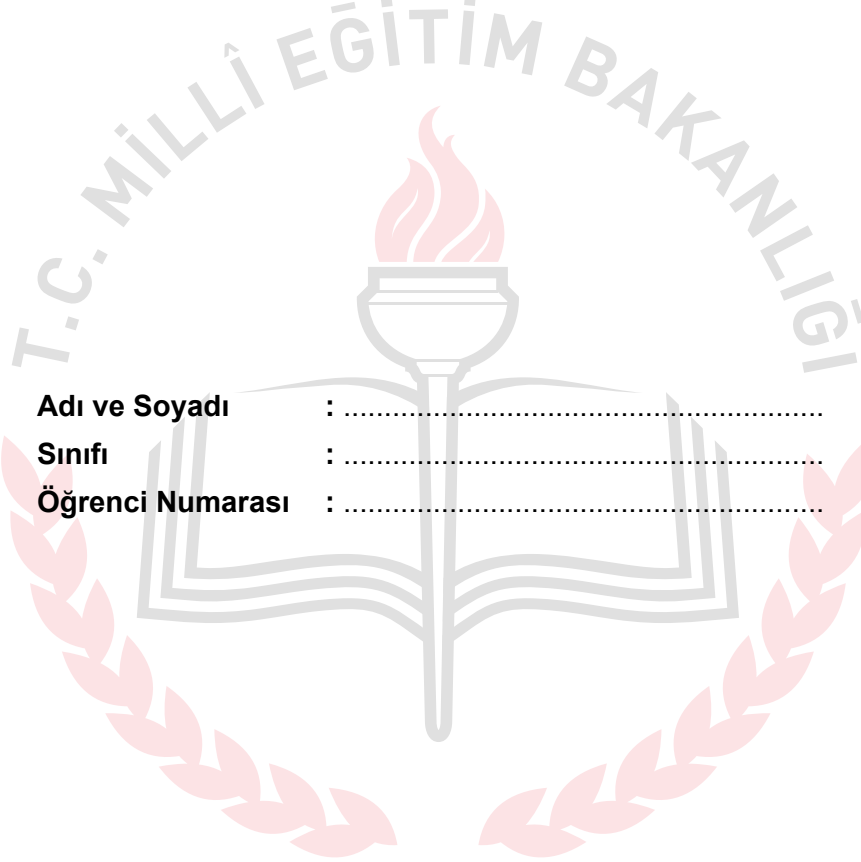 T.C. MİLLÎ EĞİTİM BAKANLIĞI
Adı ve Soyadı : ............................................................
Sınıfı : ............................................................
Öğrenci Numarası : ............................................................